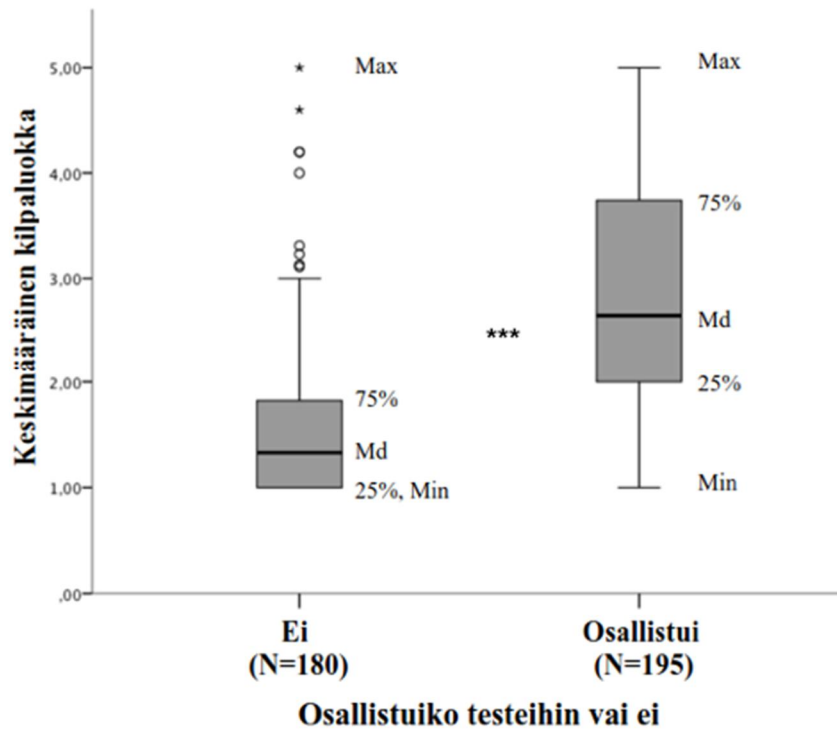 Keskimääräinen kilpaluokka
5,00
4,00
3,00
2,00
1,00
,00
Max
75%
Md
25%, Min
***
Max
75%
Md
25%
Min
Ei
(N=180)
Osallistui
(N=195)
Osallistuiko testeihin vai ei